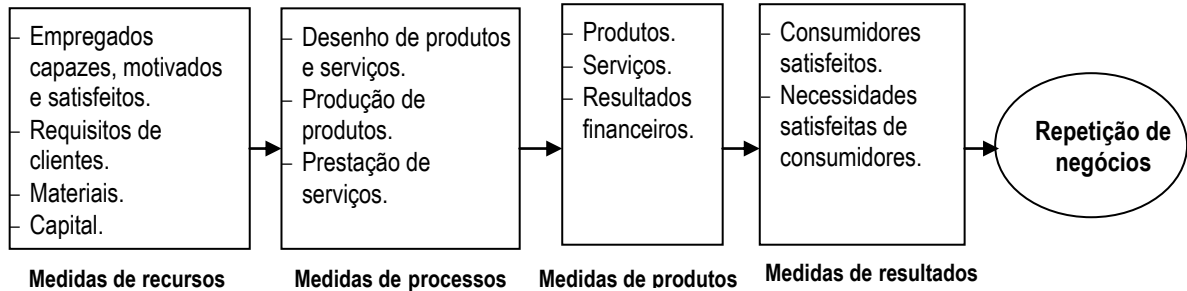 – Empregados
capazes, motivados
e satisfeitos.
– Requisitos de
clientes.
– Materiais.
– Capital.
Medidas de recursos
– Desenho de produtos
e serviços.
– Produção de
produtos.
– Prestação de
serviços.
Medidas de processos
– Produtos.
– Serviços.
– Resultados
financeiros.
Medidas de produtos
– Consumidores
satisfeitos.
– Necessidades
satisfeitas de
consumidores.
Medidas de resultados
Repetição de
negócios